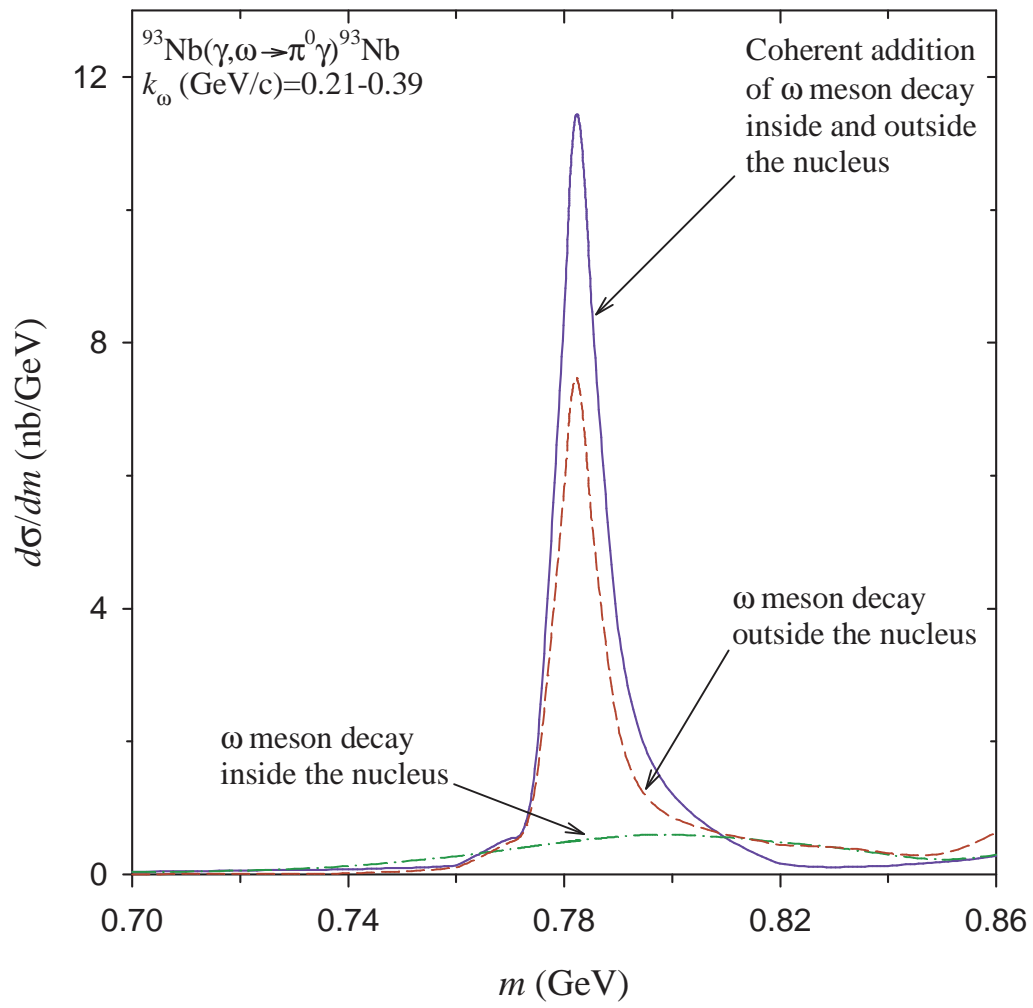 ⁹³Nb(γ,ω→π⁰γ)⁹³Nb
k_ω (GeV/c)=0.21-0.39
Coherent addition
of ω meson decay
inside and outside
the nucleus
12
8
dσ/dm (nb/GeV)
ω meson decay
outside the nucleus
4
ω meson decay
inside the nucleus
0
0.70 0.74 0.78 0.82 0.86
m (GeV)